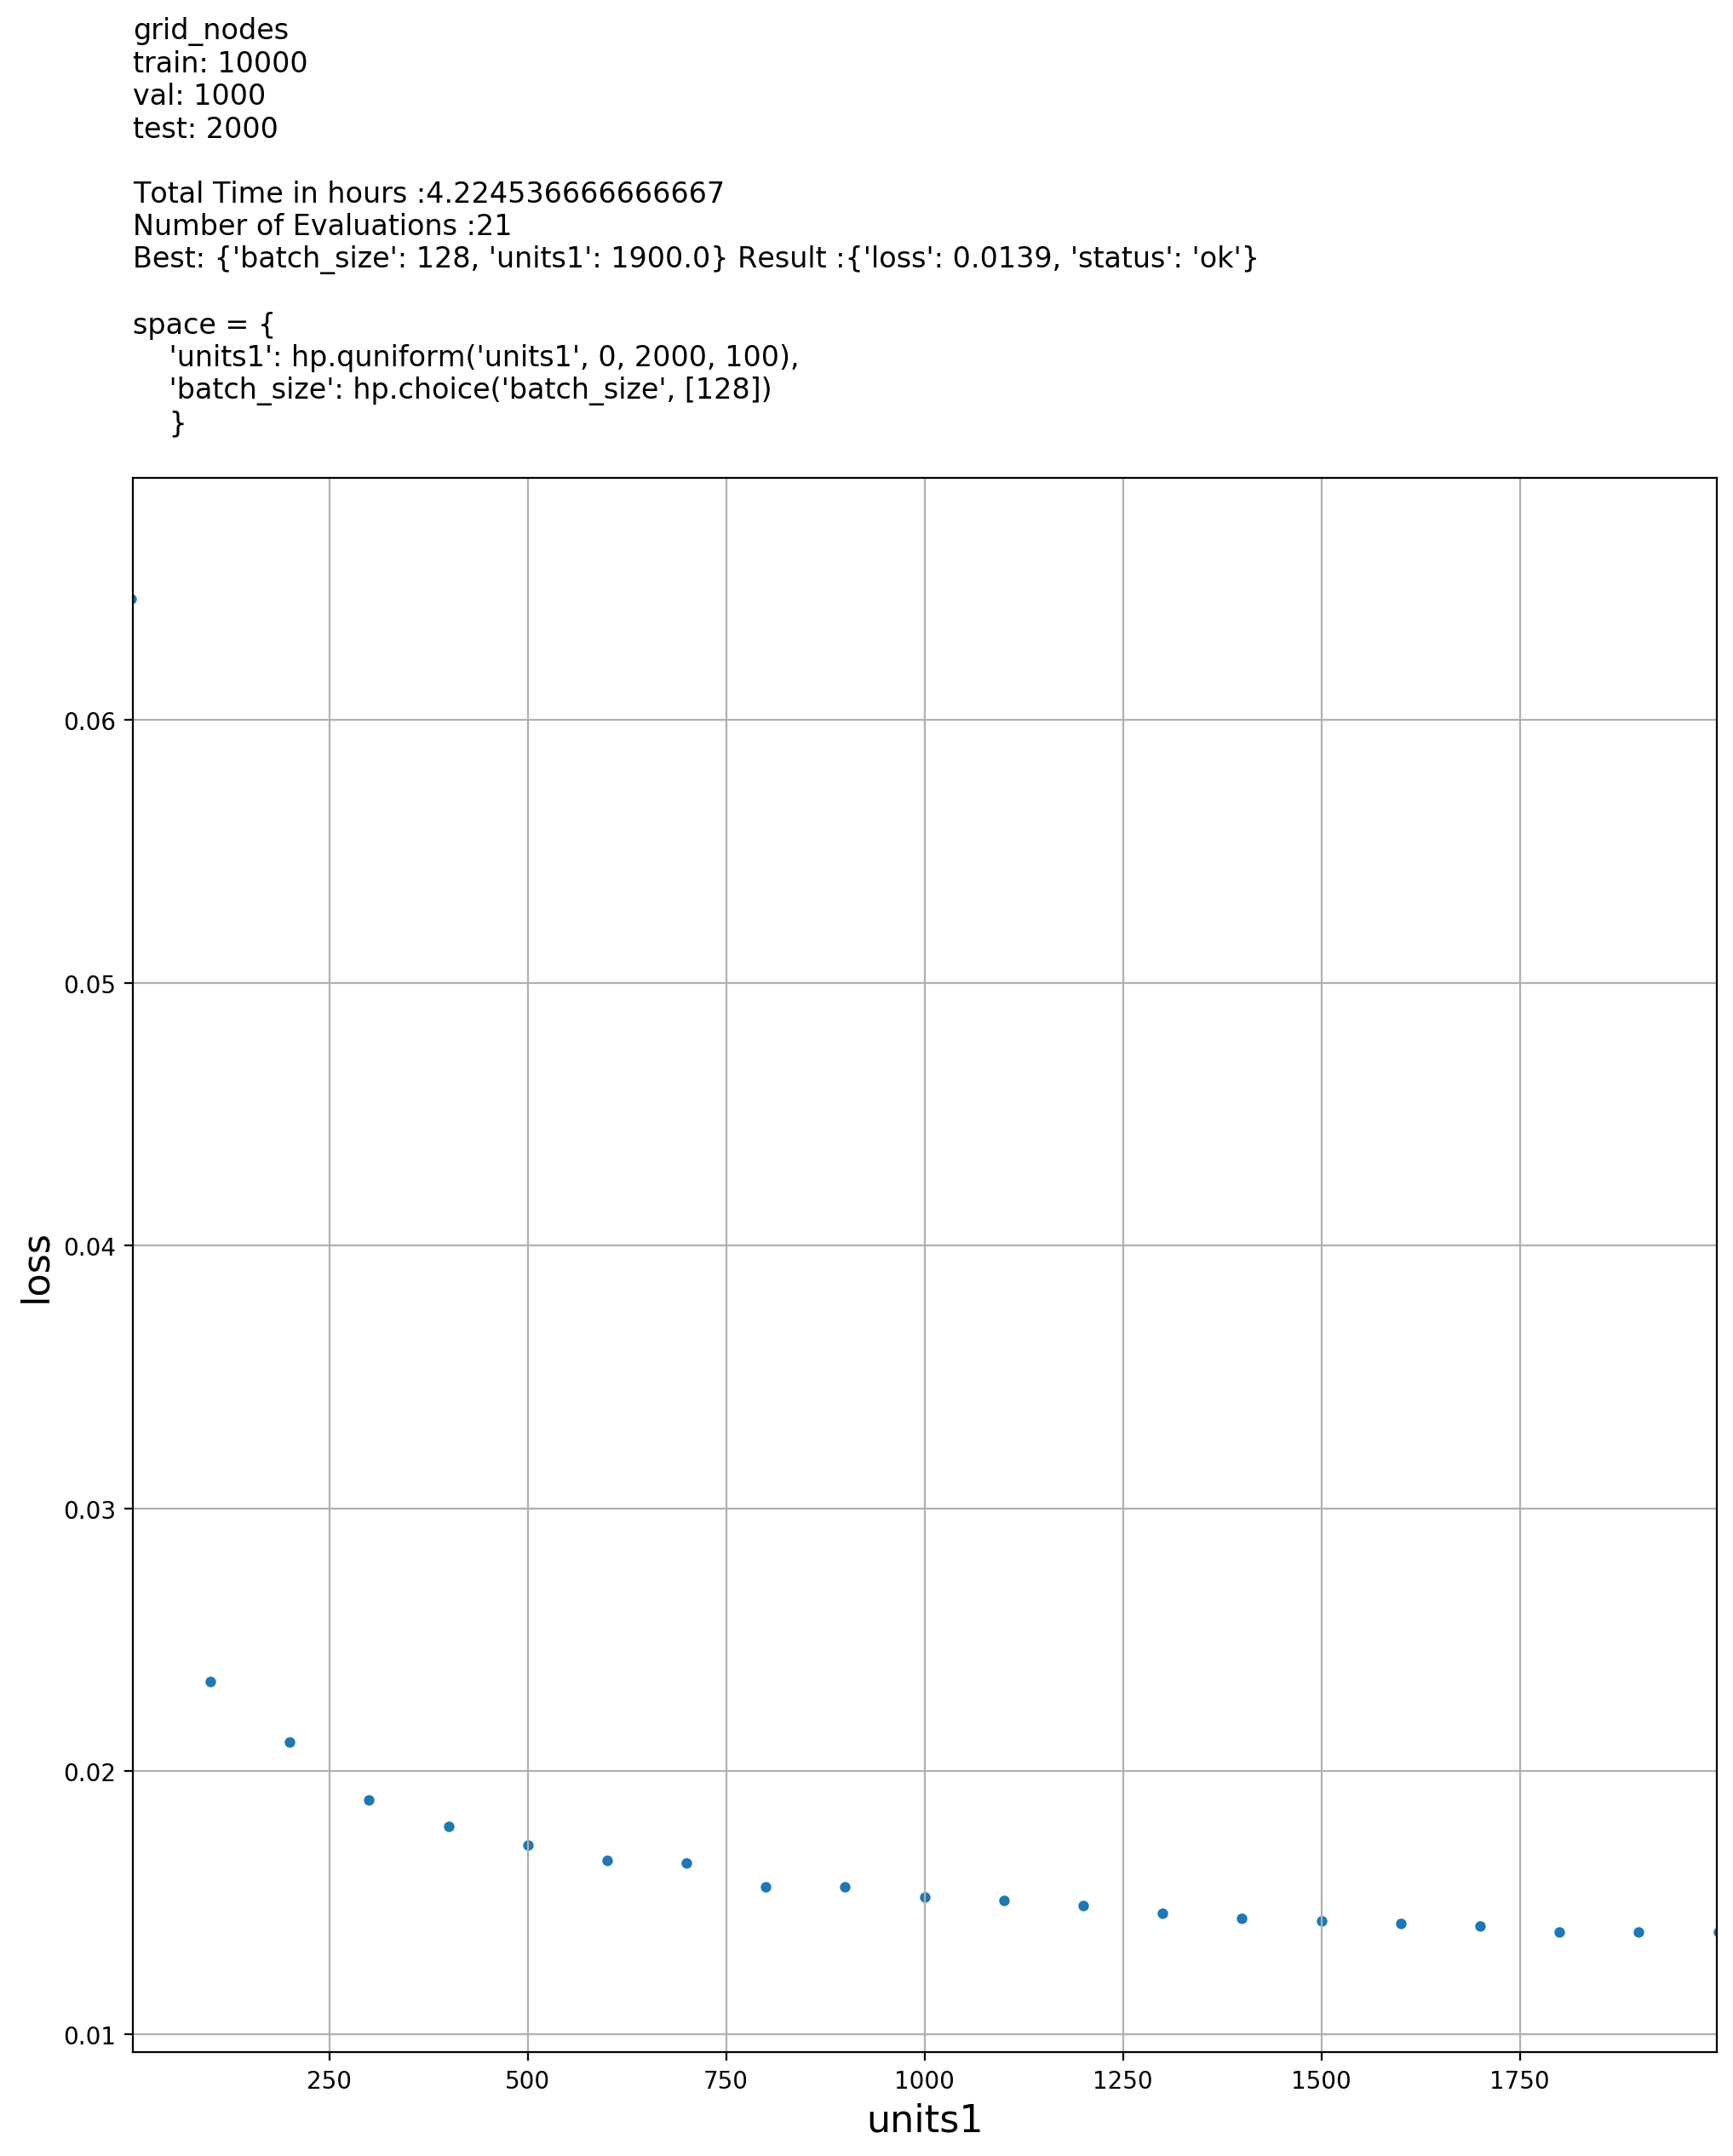 grid_nodes
train: 10000
val: 1000
test: 2000
Total Time in hours :4.224536666666667
Number of Evaluations :21
Best: {'batch_size': 128, 'units1': 1900.0} Result :{'loss': 0.0139, 'status': 'ok'}
space = {
'units1': hp.quniform('units1', 0, 2000, 100),
'batch_size': hp.choice('batch_size', [128])
}
0.06
0.05
0.04
0.03
0.02
0.01
loss
250 500 750 1000 1250 1500 1750
units1